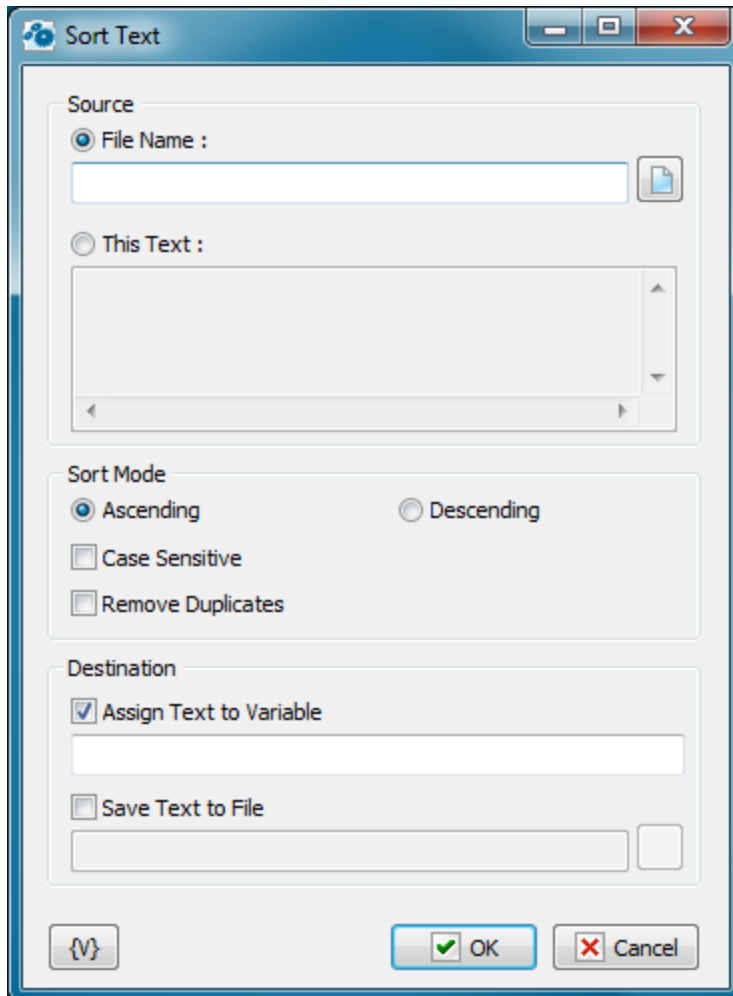 Sort Text
Source
File Name :
This Text :
Sort Mode
Ascending Descending
Case Sensitive
Remove Duplicates
Destination
Assign Text to Variable
Save Text to File
{V} OK Cancel